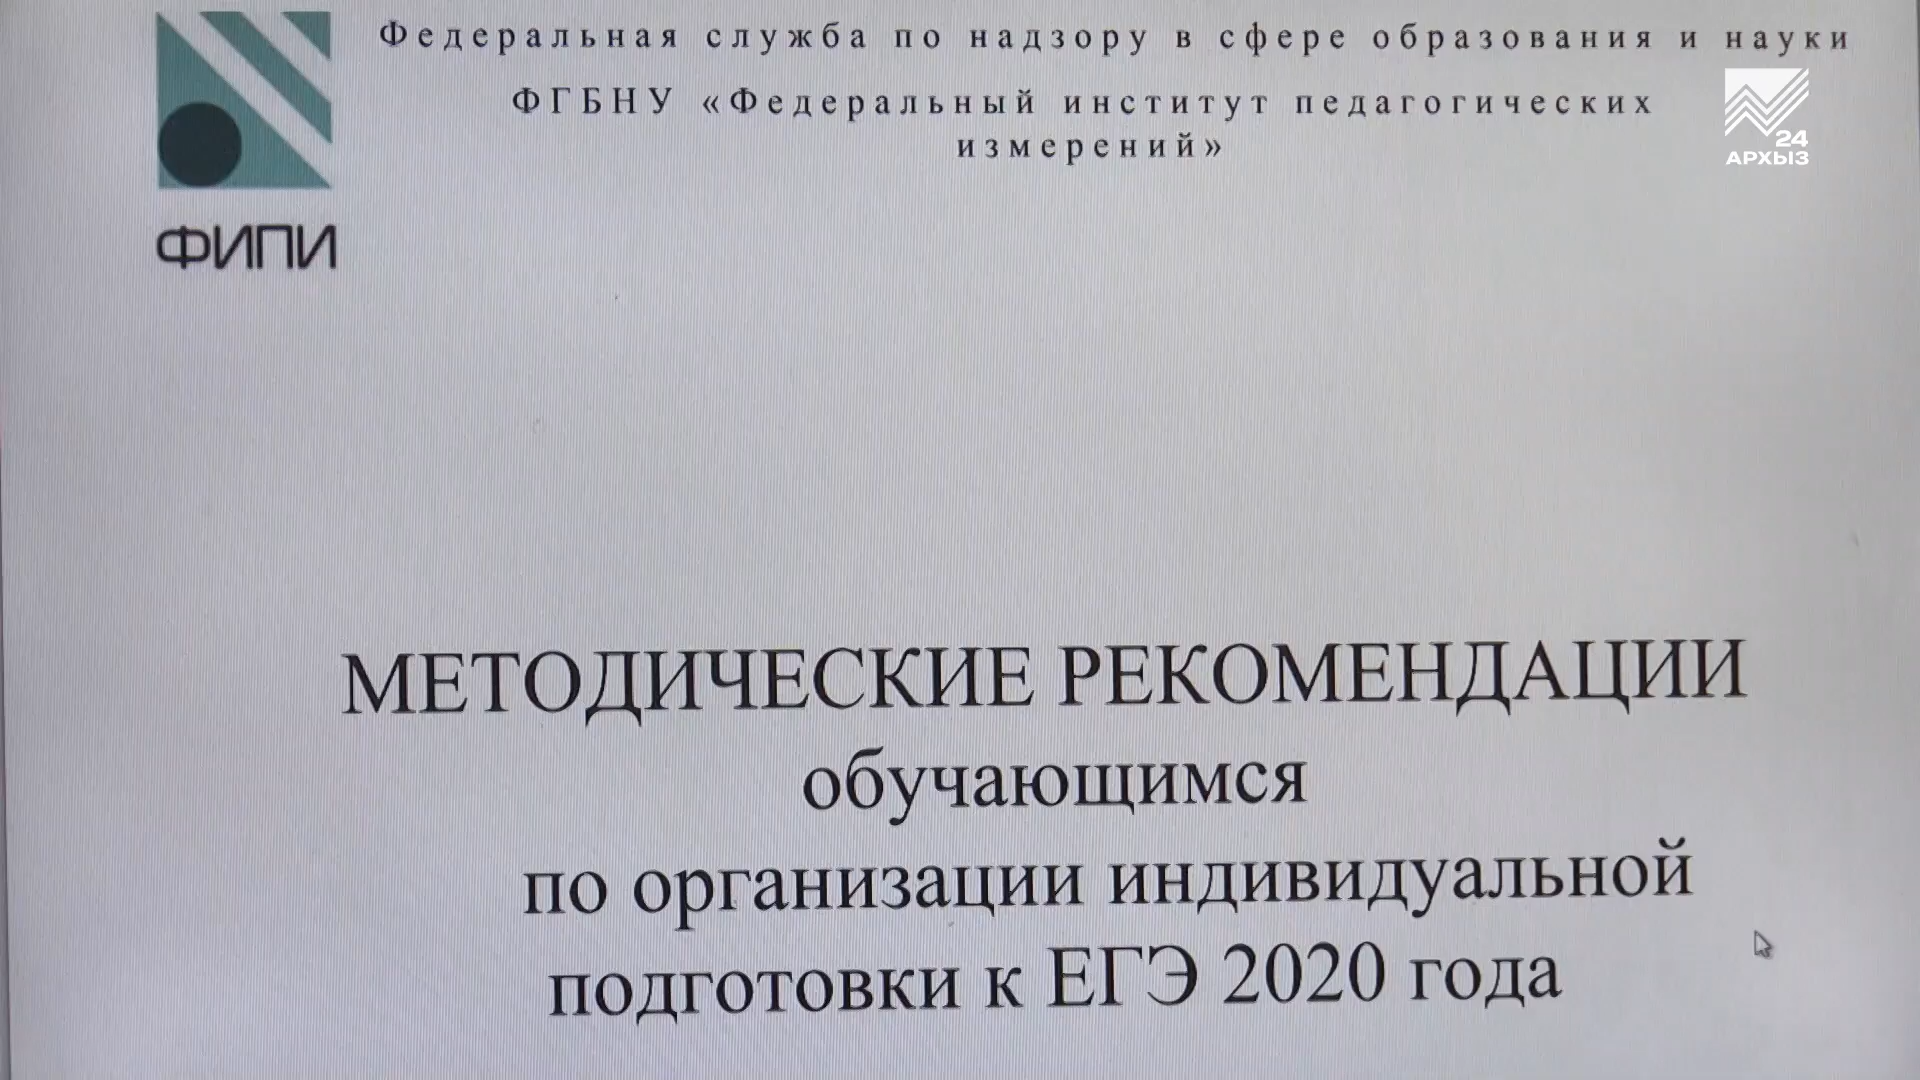 Федеральная служба по надзору в сфере образования и науки
ФГБНУ «Федеральный институт педагогических
измерений»
24
АРХЫЗ
ФИПИ
МЕТОДИЧЕСКИЕ РЕКОМЕНДАЦИИ
обучающимся
по организации индивидуальной
подготовки к ЕГЭ 2020 года